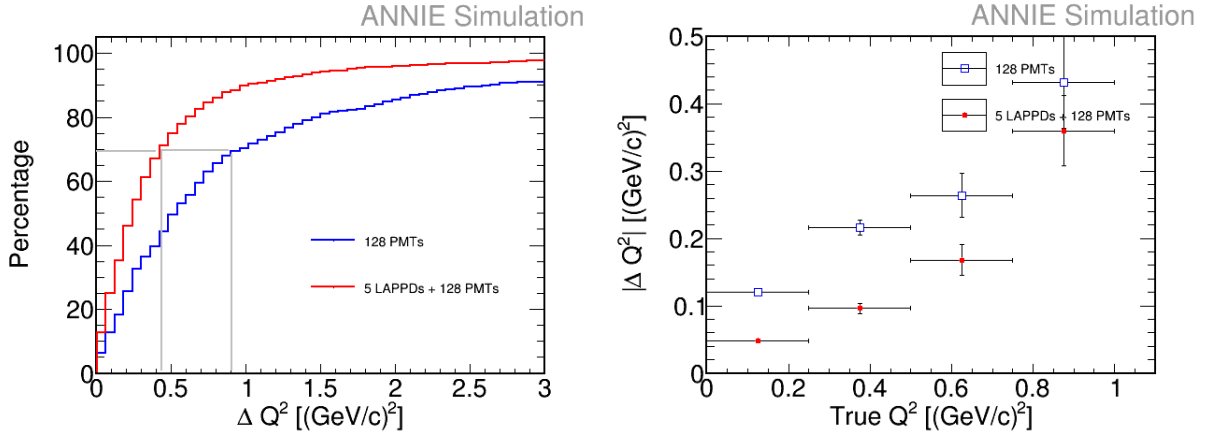 ANNIE Simulation
Percentage
100
80
60
40
20
0
128 PMTs
5 LAPPDs + 128 PMTs
0 0.5 1 1.5 2 2.5 3
Δ Q² [(GeV/c)²]
ANNIE Simulation
|Δ Q²| [(GeV/c)²]
0.5
0.4
0.3
0.2
0.1
0
128 PMTs
5 LAPPDs + 128 PMTs
0 0.2 0.4 0.6 0.8 1
True Q² [(GeV/c)²]